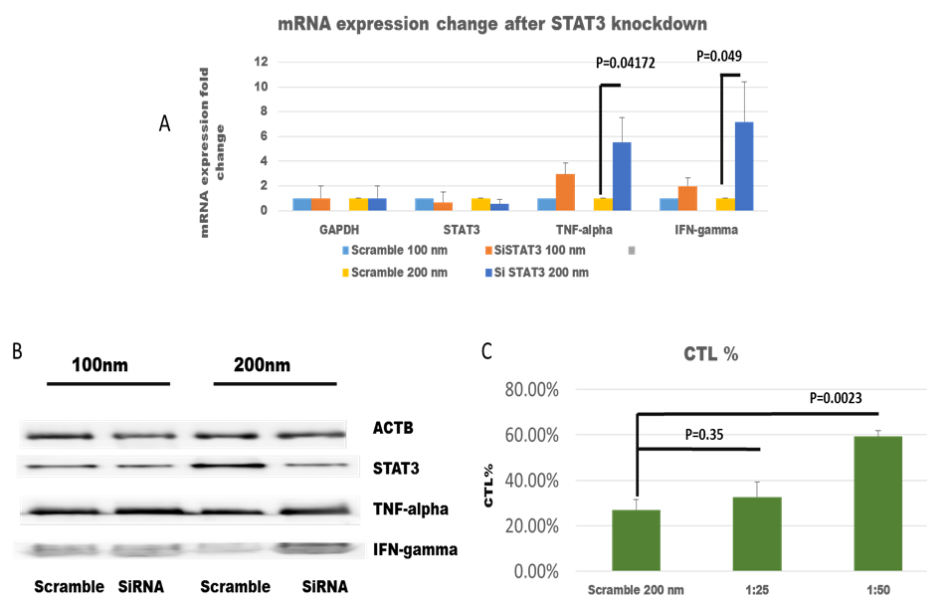 mRNA expression change after STAT3 knockdown
A
mRNA expression fold
change
12
10
8
6
4
2
0
P=0.04172
P=0.049
GAPDH STAT3 TNF-alpha IFN-gamma
Scramble 100 nm SiSTAT3 100 nm
Scramble 200 nm Si STAT3 200 nm
B
100nm 200nm
ACTB
STAT3
TNF-alpha
IFN-gamma
Scramble SiRNA Scramble SiRNA
C
CTL %
CTL%
80.00%
60.00%
40.00%
20.00%
0.00%
P=0.0023
P=0.35
Scramble 200 nm 1:25 1:50